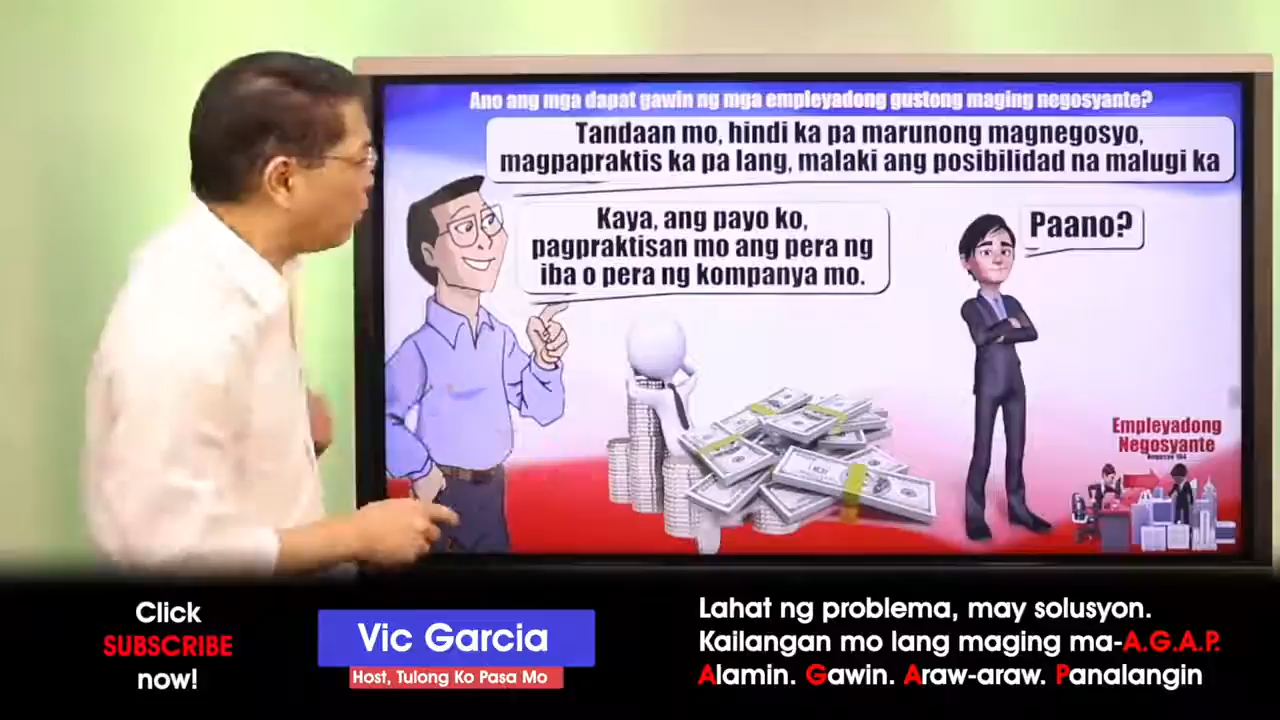 Ano ang mga dapat gawin ng mga empleyadong gustong maging negosyante?
Tandaan mo, hindi ka pa marunong magnegosyo,
magpapraktis ka pa lang, malaki ang posibilidad na malugi ka
Kaya, ang payo ko,
pagpraktisan mo ang pera ng
iba o pera ng kompanya mo.
Paano?
Empleyadong
Negosyante
Click
SUBSCRIBE
now!
Vic Garcia
Host, Tulong Ko Pasa Mo
Lahat ng problema, may solusyon.
Kailangan mo lang maging ma-A.G.A.P.
Alamin. Gawin. Araw-araw. Panalangin